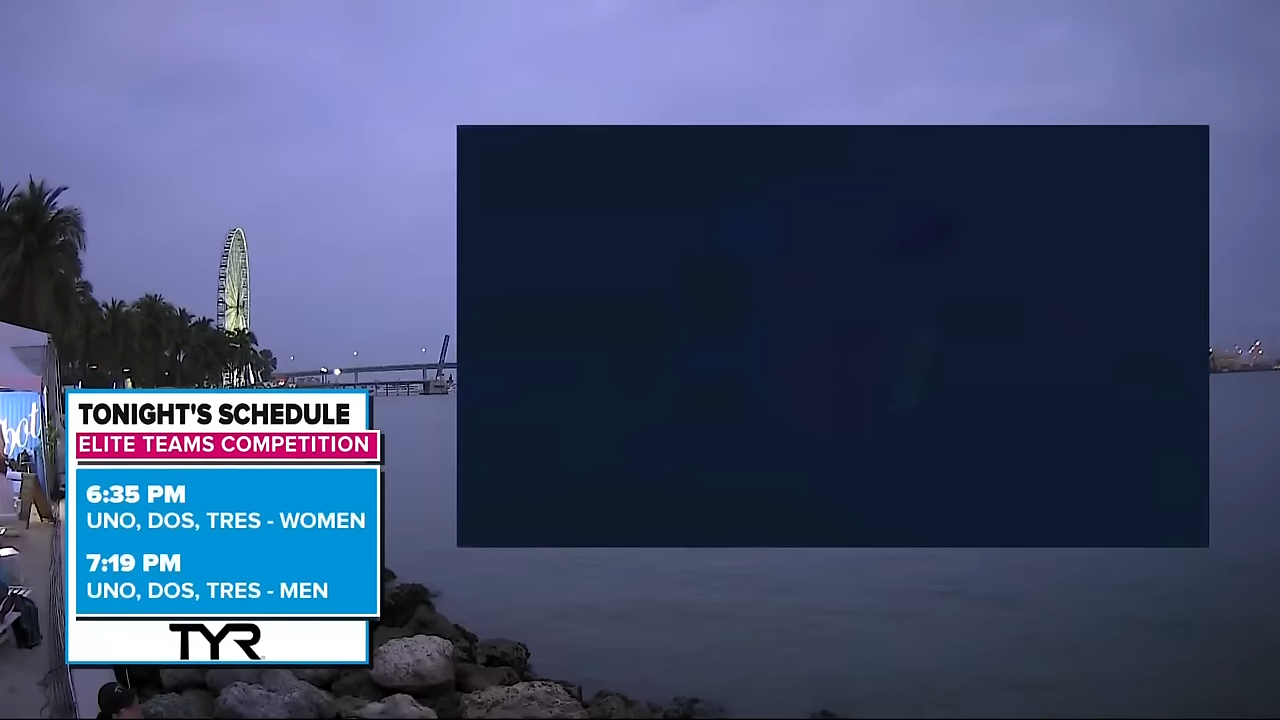 TONIGHT'S SCHEDULE
ELITE TEAMS COMPETITION
6:35 PM
UNO, DOS, TRES - WOMEN
7:19 PM
UNO, DOS, TRES - MEN
TYR